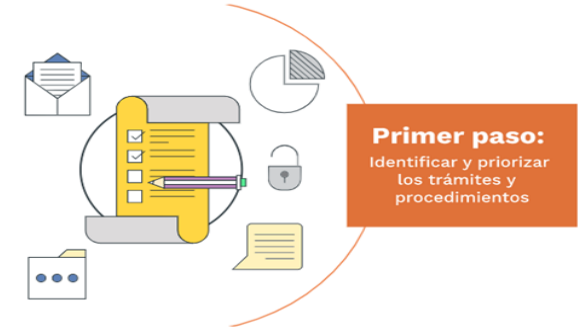 Primer paso:
Identificar y priorizar
los trámites y
procedimientos